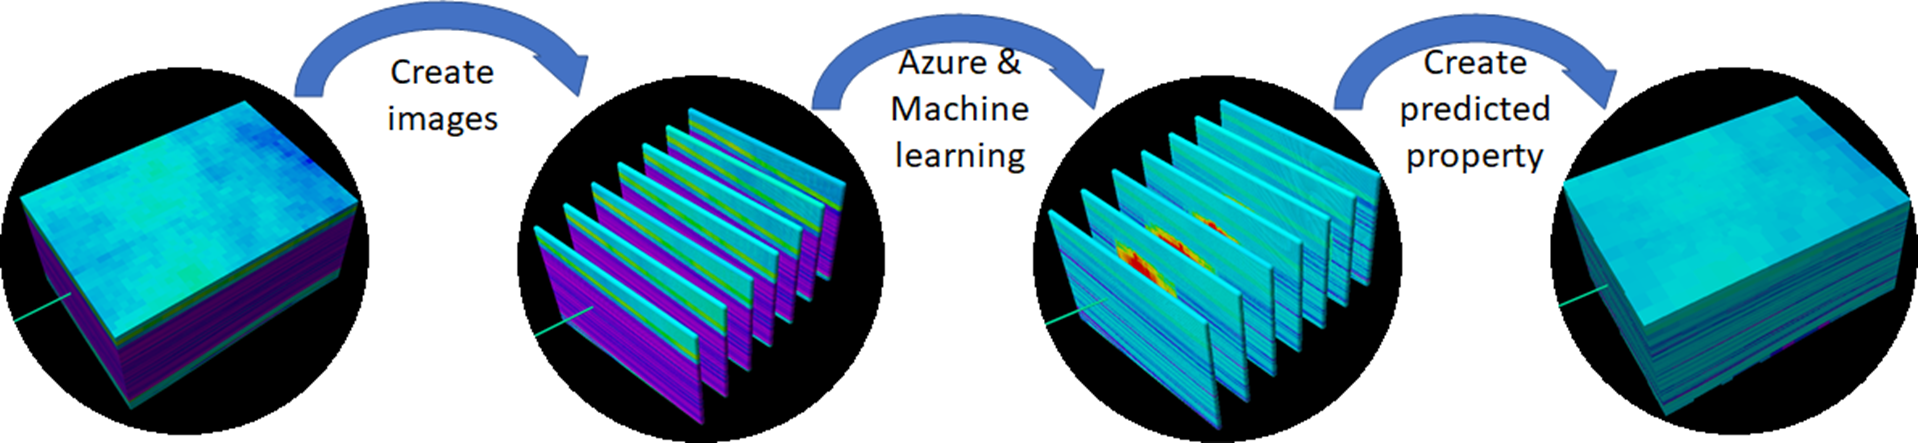 Create
images
Azure &
Machine
learning
Create
predicted
property